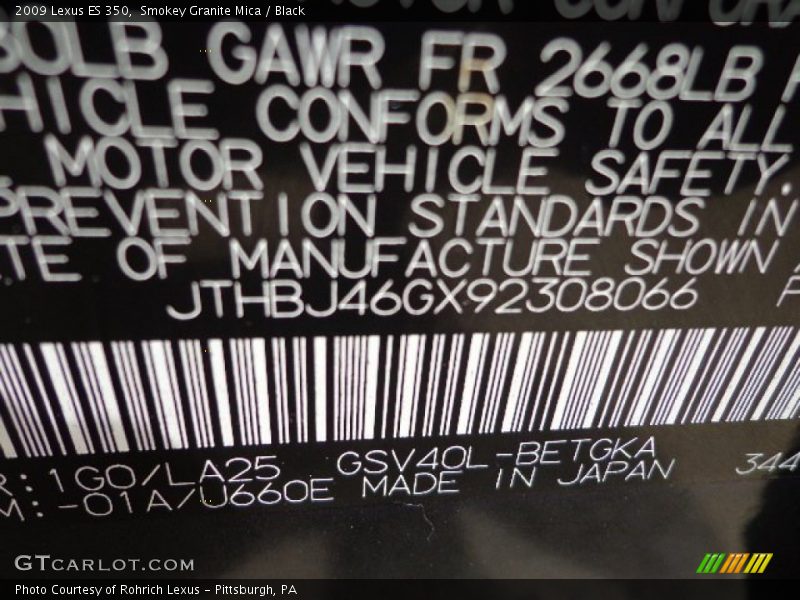 2009 Lexus ES 350, Smokey Granite Mica / Black
OLB GAWR FR 2668LB
HICLE CONFORMS TO ALL
MOTOR VEHICLE SAFETY,
PREVENTION STANDARDS IN
TE OF MANUFACTURE SHOWN
JTHBJ46GX92308066
R: 1G0/LA25 GSV40L-BETGKA
M: -01A/U660E MADE IN JAPAN 344
GTCARLOT.COM
Photo Courtesy of Rohrich Lexus - Pittsburgh, PA